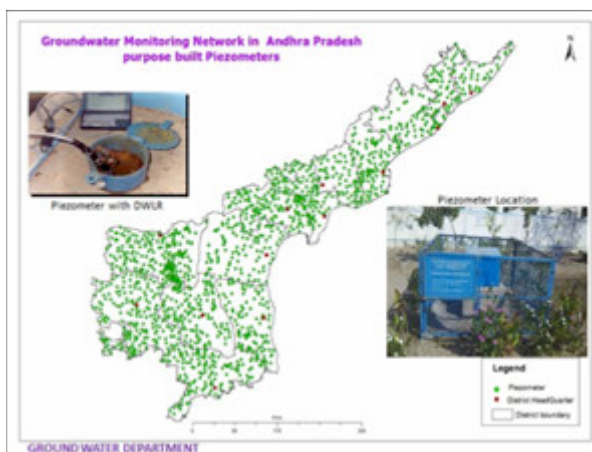 Groundwater Monitoring Network in Andhra Pradesh
purpose built Piezometers
N
Piezometer with DWLR
Piezometer Location
Legend
Piezometer
District HeadQuarter
District boundary
GROUND WATER DEPARTMENT